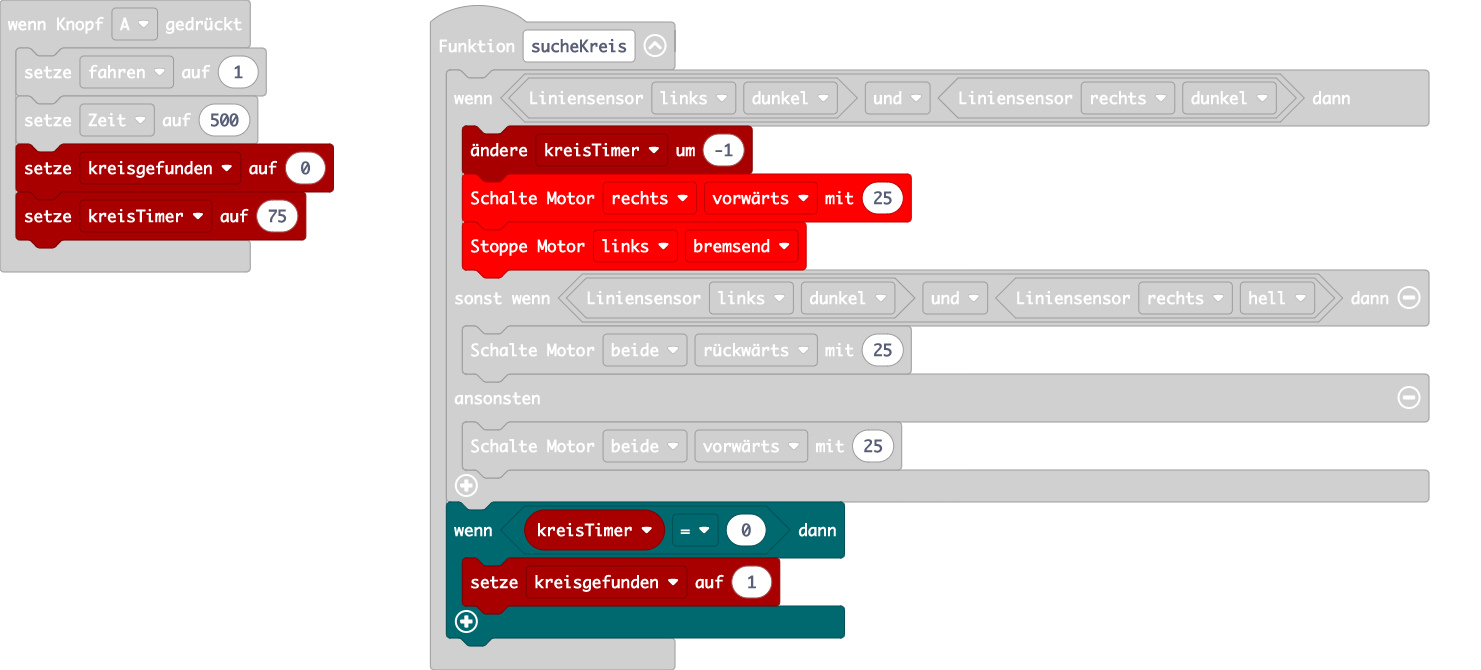 wenn Knopf A gedrückt
setze fahren auf 1
setze Zeit auf 500
setze kreisgefunden auf 0
setze kreisTimer auf 75
Funktion sucheKreis
wenn Liniensensor links dunkel und Liniensensor rechts dunkel dann
ändere kreisTimer um -1
Schalte Motor rechts vorwärts mit 25
Stoppe Motor links bremsend
sonst wenn Liniensensor links dunkel und Liniensensor rechts hell dann
Schalte Motor beide rückwärts mit 25
ansonsten
Schalte Motor beide vorwärts mit 25
wenn kreisTimer = 0 dann
setze kreisgefunden auf 1